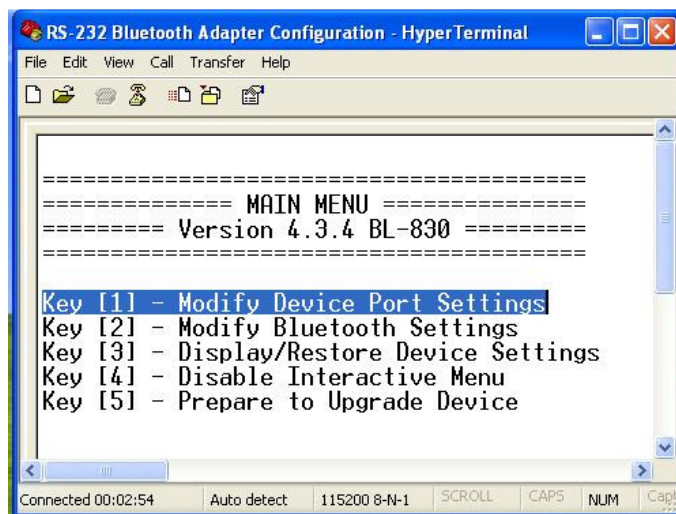 RS-232 Bluetooth Adapter Configuration - HyperTerminal
File Edit View Call Transfer Help
========================================
============== MAIN MENU ===============
========= Version 4.3.4 BL-830 =========
========================================
Key [1] - Modify Device Port Settings
Key [2] - Modify Bluetooth Settings
Key [3] - Display/Restore Device Settings
Key [4] - Disable Interactive Menu
Key [5] - Prepare to Upgrade Device
Connected 00:02:54 Auto detect 115200 8-N-1 SCROLL CAPS NUM